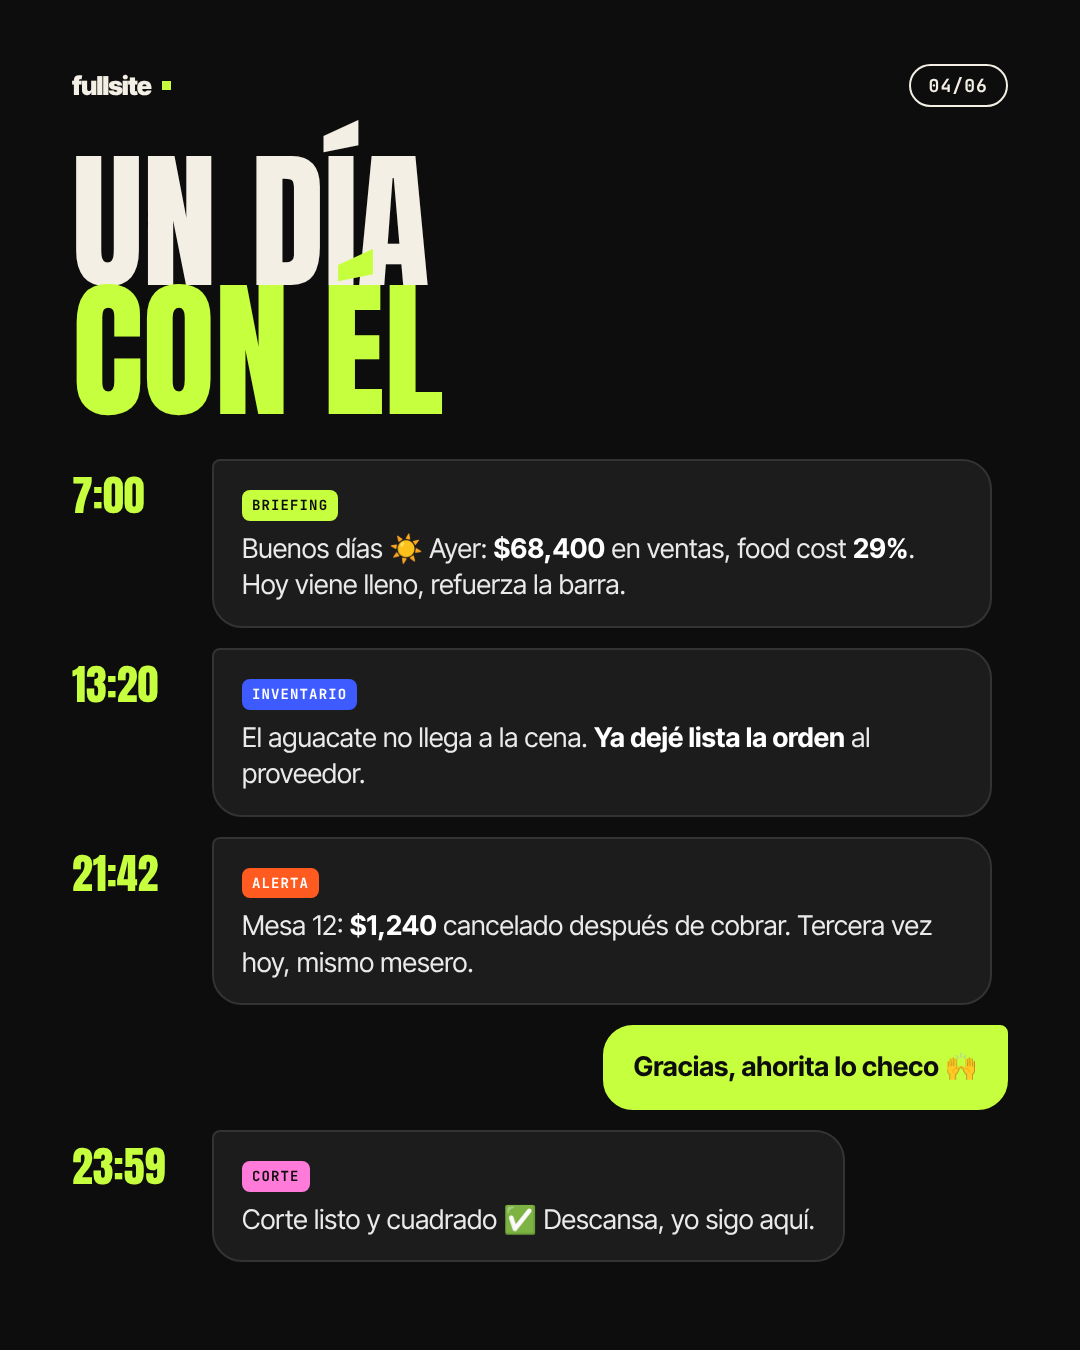 fullsite
04/06
UN DÍA
CON ÉL
7:00
BRIEFING
Buenos días ☀️ Ayer: $68,400 en ventas, food cost 29%.
Hoy viene lleno, refuerza la barra.
13:20
INVENTARIO
El aguacate no llega a la cena. Ya dejé lista la orden al
proveedor.
21:42
ALERTA
Mesa 12: $1,240 cancelado después de cobrar. Tercera vez
hoy, mismo mesero.
Gracias, ahorita lo checo 🙌
23:59
CORTE
Corte listo y cuadrado ✅ Descansa, yo sigo aquí.